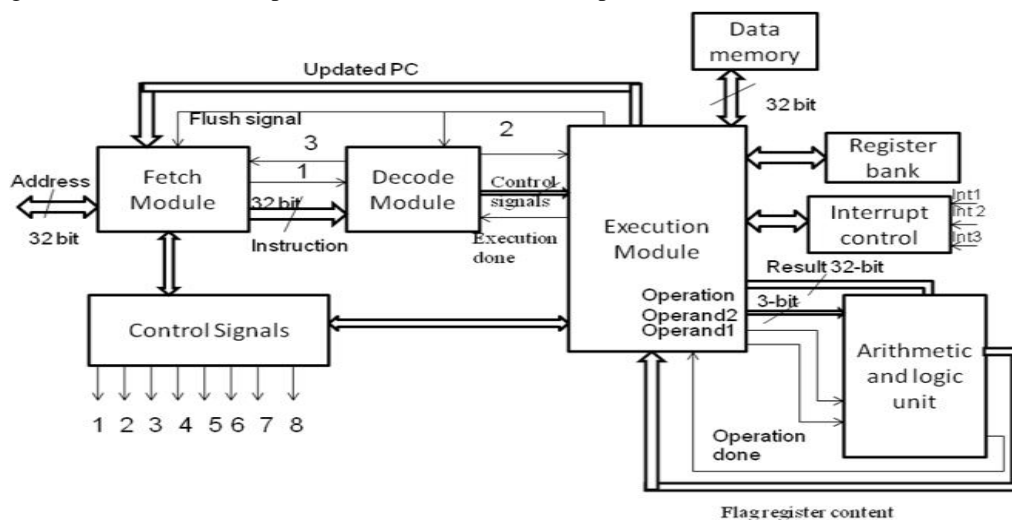 Data
memory
Updated PC
32 bit
Flush signal
2
3
1
Fetch
Module
Decode
Module
Address
32 bit
32 bit
Instruction
Control
signals
Execution
done
Execution
Module
Register
bank
Interrupt
control
Int1
Int 2
Int3
Result 32-bit
Operation
3-bit
Operand2
Operand1
Control Signals
Arithmetic
and logic
unit
1 2 3 4 5 6 7 8
Operation
done
Flag register content